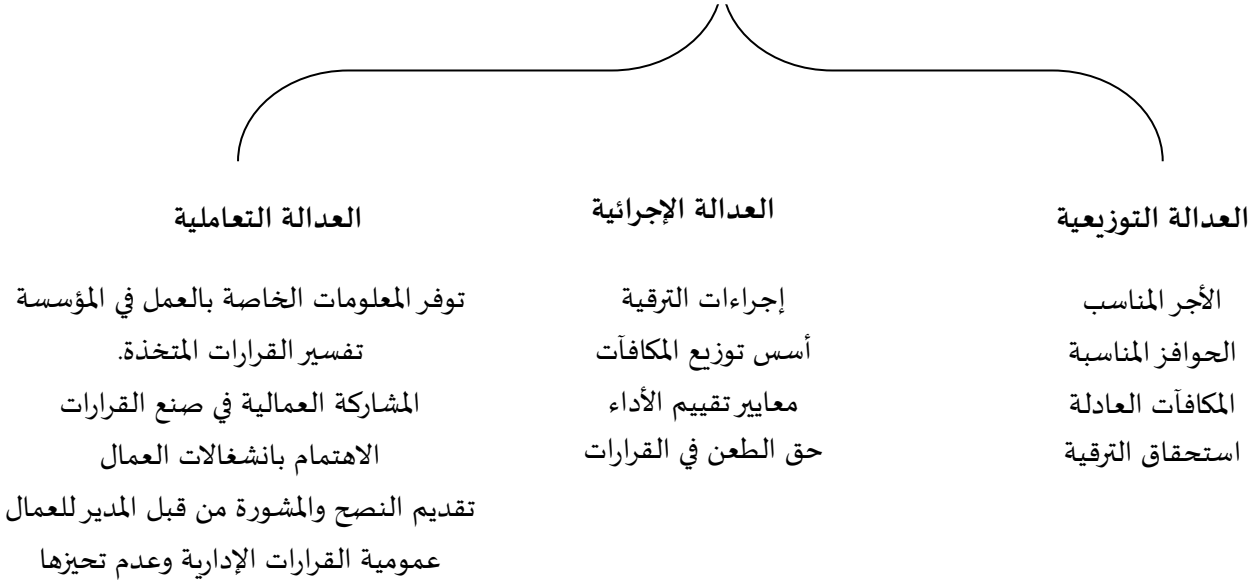 العدالة التوزيعية
الأجر المناسب
الحوافز المناسبة
المكافآت العادلة
استحقاق الترقية
العدالة الإجرائية
إجراءات الترقية
أسس توزيع المكافآت
معايير تقييم الأداء
حق الطعن في القرارات
العدالة التعاملية
توفر المعلومات الخاصة بالعمل في المؤسسة
تفسير القرارات المتخذة.
المشاركة العمالية في صنع القرارات
الاهتمام بانشغالات العمال
تقديم النصح والمشورة من قبل المدير للعمال
عمومية القرارات الإدارية وعدم تحيزها